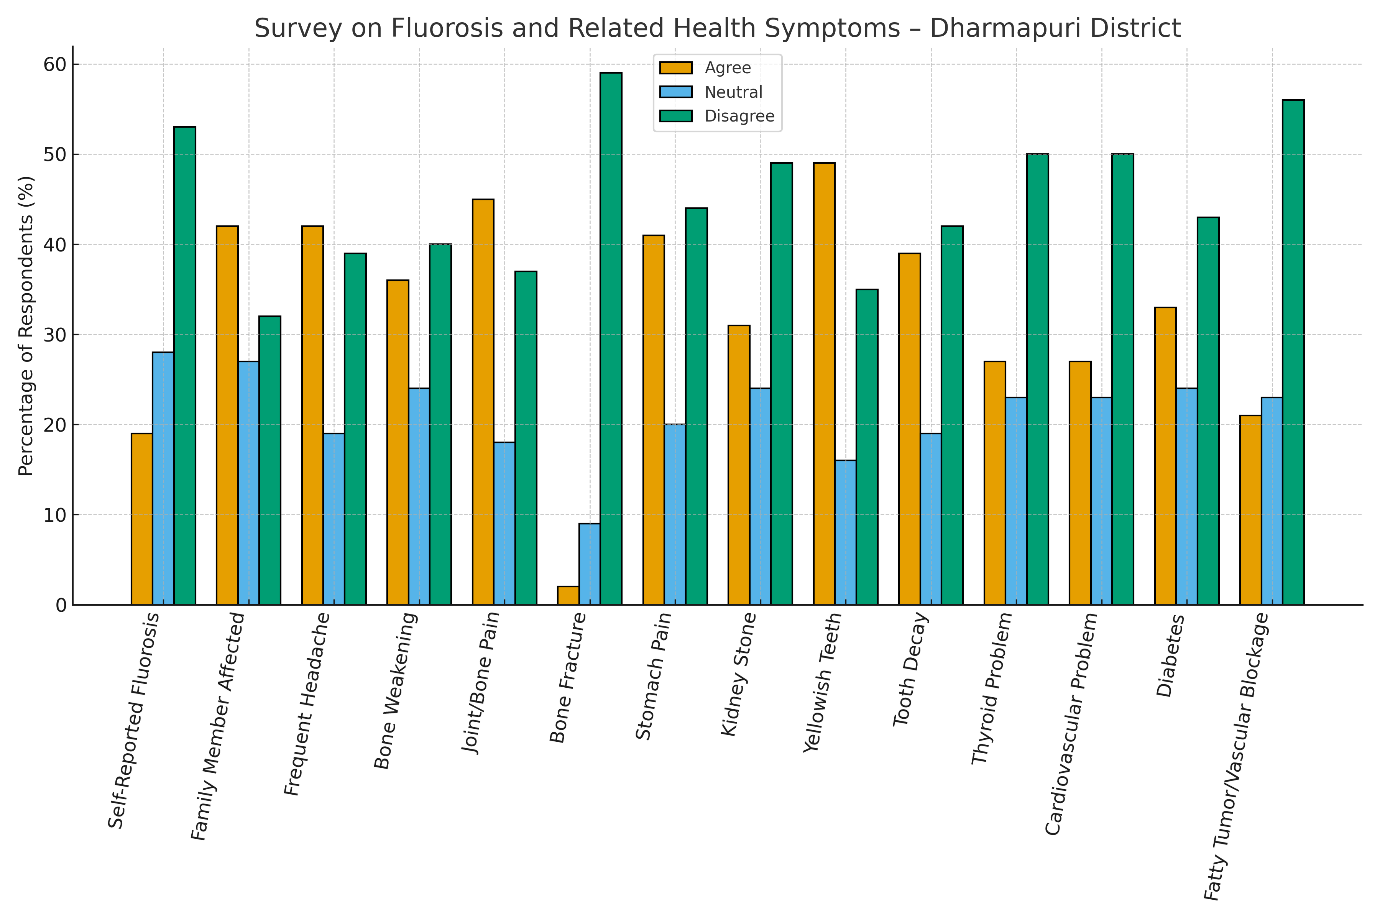 Survey on Fluorosis and Related Health Symptoms – Dharmapuri District
Agree
Neutral
Disagree
Percentage of Respondents (%)
60
50
40
30
20
10
0
Self-Reported Fluorosis
Family Member Affected
Frequent Headache
Bone Weakening
Joint/Bone Pain
Bone Fracture
Stomach Pain
Kidney Stone
Yellowish Teeth
Tooth Decay
Thyroid Problem
Cardiovascular Problem
Diabetes
Fatty Tumor/Vascular Blockage